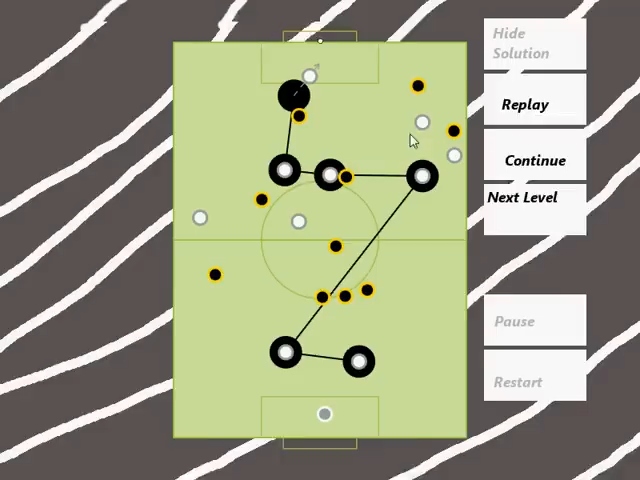 Hide
Solution
Replay
Continue
Next Level
Pause
Restart